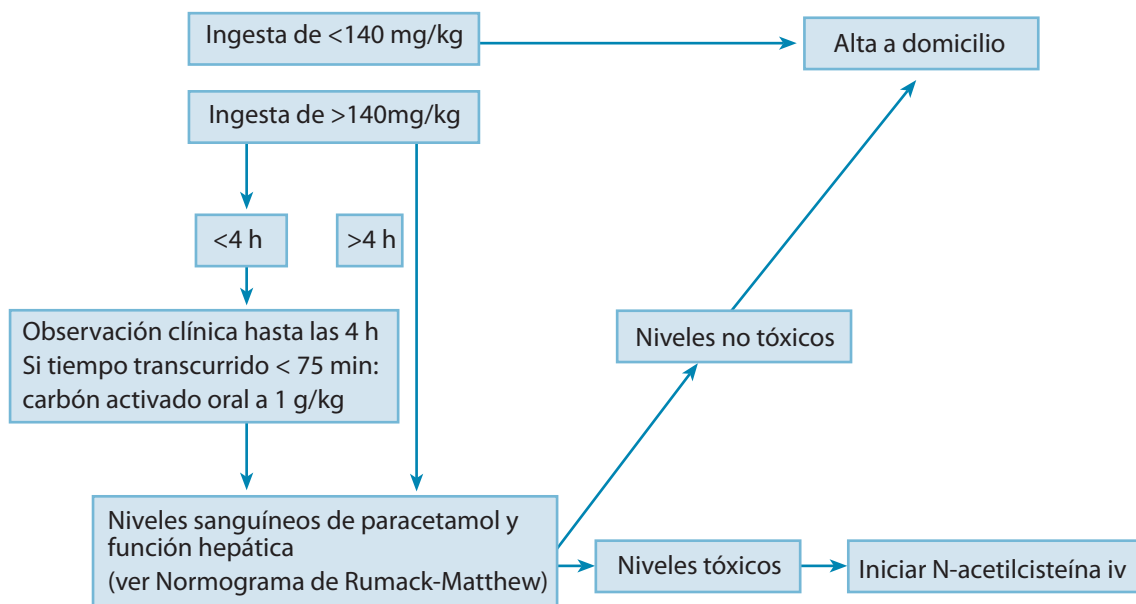 Ingesta de <140 mg/kg
Alta a domicilio
Ingesta de >140mg/kg
<4 h
>4 h
Observación clínica hasta las 4 h
Si tiempo transcurrido < 75 min:
carbón activado oral a 1 g/kg
Niveles no tóxicos
Niveles sanguíneos de paracetamol y
función hepática
(ver Normograma de Rumack-Matthew)
Niveles tóxicos
Iniciar N-acetilcisteína iv